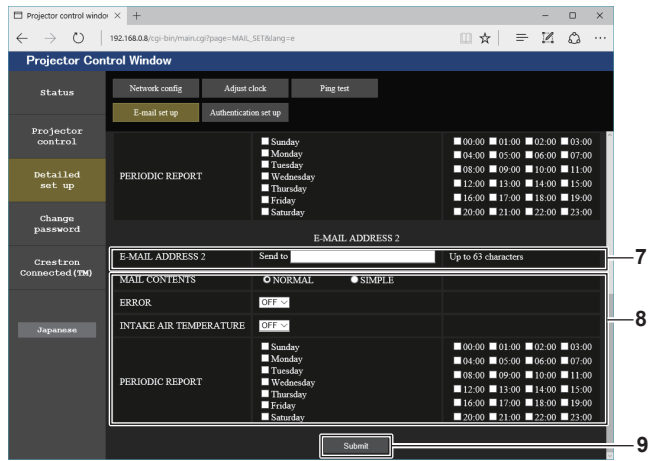 Projector control windo
192.168.0.8/cgi-bin/main.cgi?page=MAIL_SET&lang=e
Projector Control Window
Status
Projector
control
Detailed
set up
Change
password
Crestron
Connected(TM)
Japanese
Network config
Adjust clock
Ping test
E-mail set up
Authentication set up
PERIODIC REPORT
Sunday
Monday
Tuesday
Wednesday
Thursday
Friday
Saturday
00:00 01:00 02:00 03:00
04:00 05:00 06:00 07:00
08:00 09:00 10:00 11:00
12:00 13:00 14:00 15:00
16:00 17:00 18:00 19:00
20:00 21:00 22:00 23:00
E-MAIL ADDRESS 2
E-MAIL ADDRESS 2 Send to Up to 63 characters
7
MAIL CONTENTS NORMAL SIMPLE
ERROR OFF
INTAKE AIR TEMPERATURE OFF
8
PERIODIC REPORT
Sunday
Monday
Tuesday
Wednesday
Thursday
Friday
Saturday
00:00 01:00 02:00 03:00
04:00 05:00 06:00 07:00
08:00 09:00 10:00 11:00
12:00 13:00 14:00 15:00
16:00 17:00 18:00 19:00
20:00 21:00 22:00 23:00
Submit
9